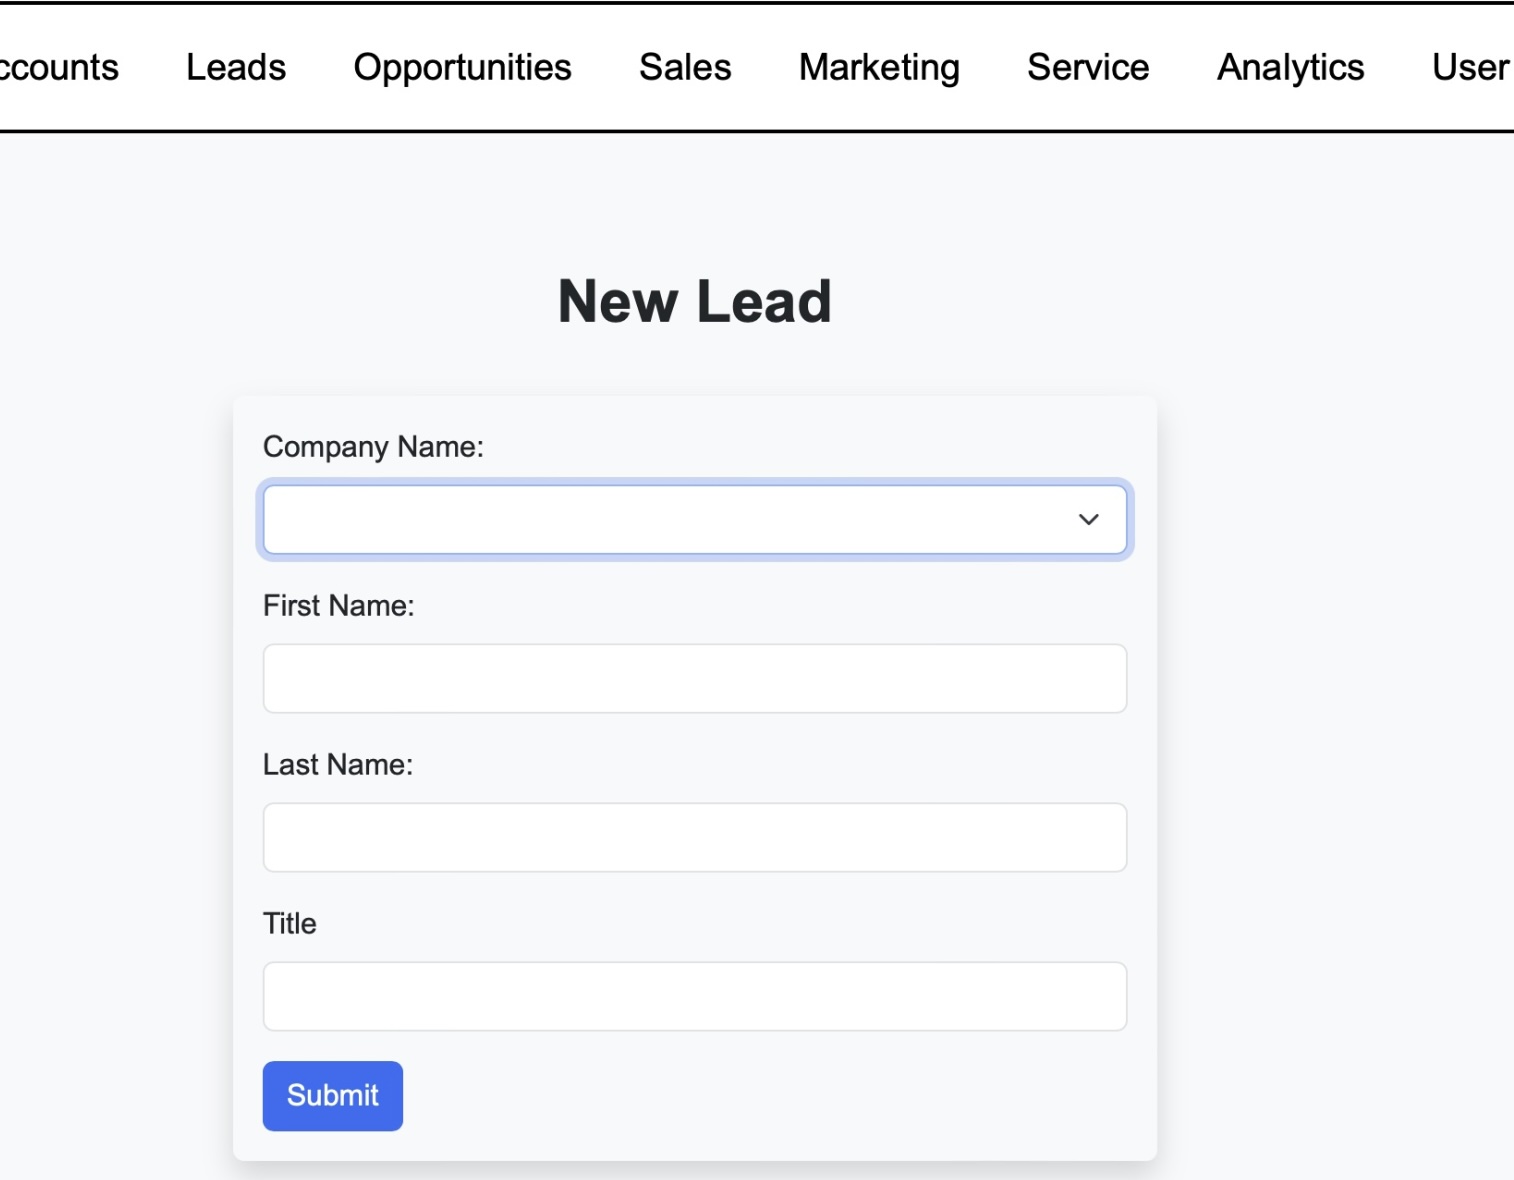 ccounts Leads Opportunities Sales Marketing Service Analytics User
New Lead
Company Name:
First Name:
Last Name:
Title
Submit